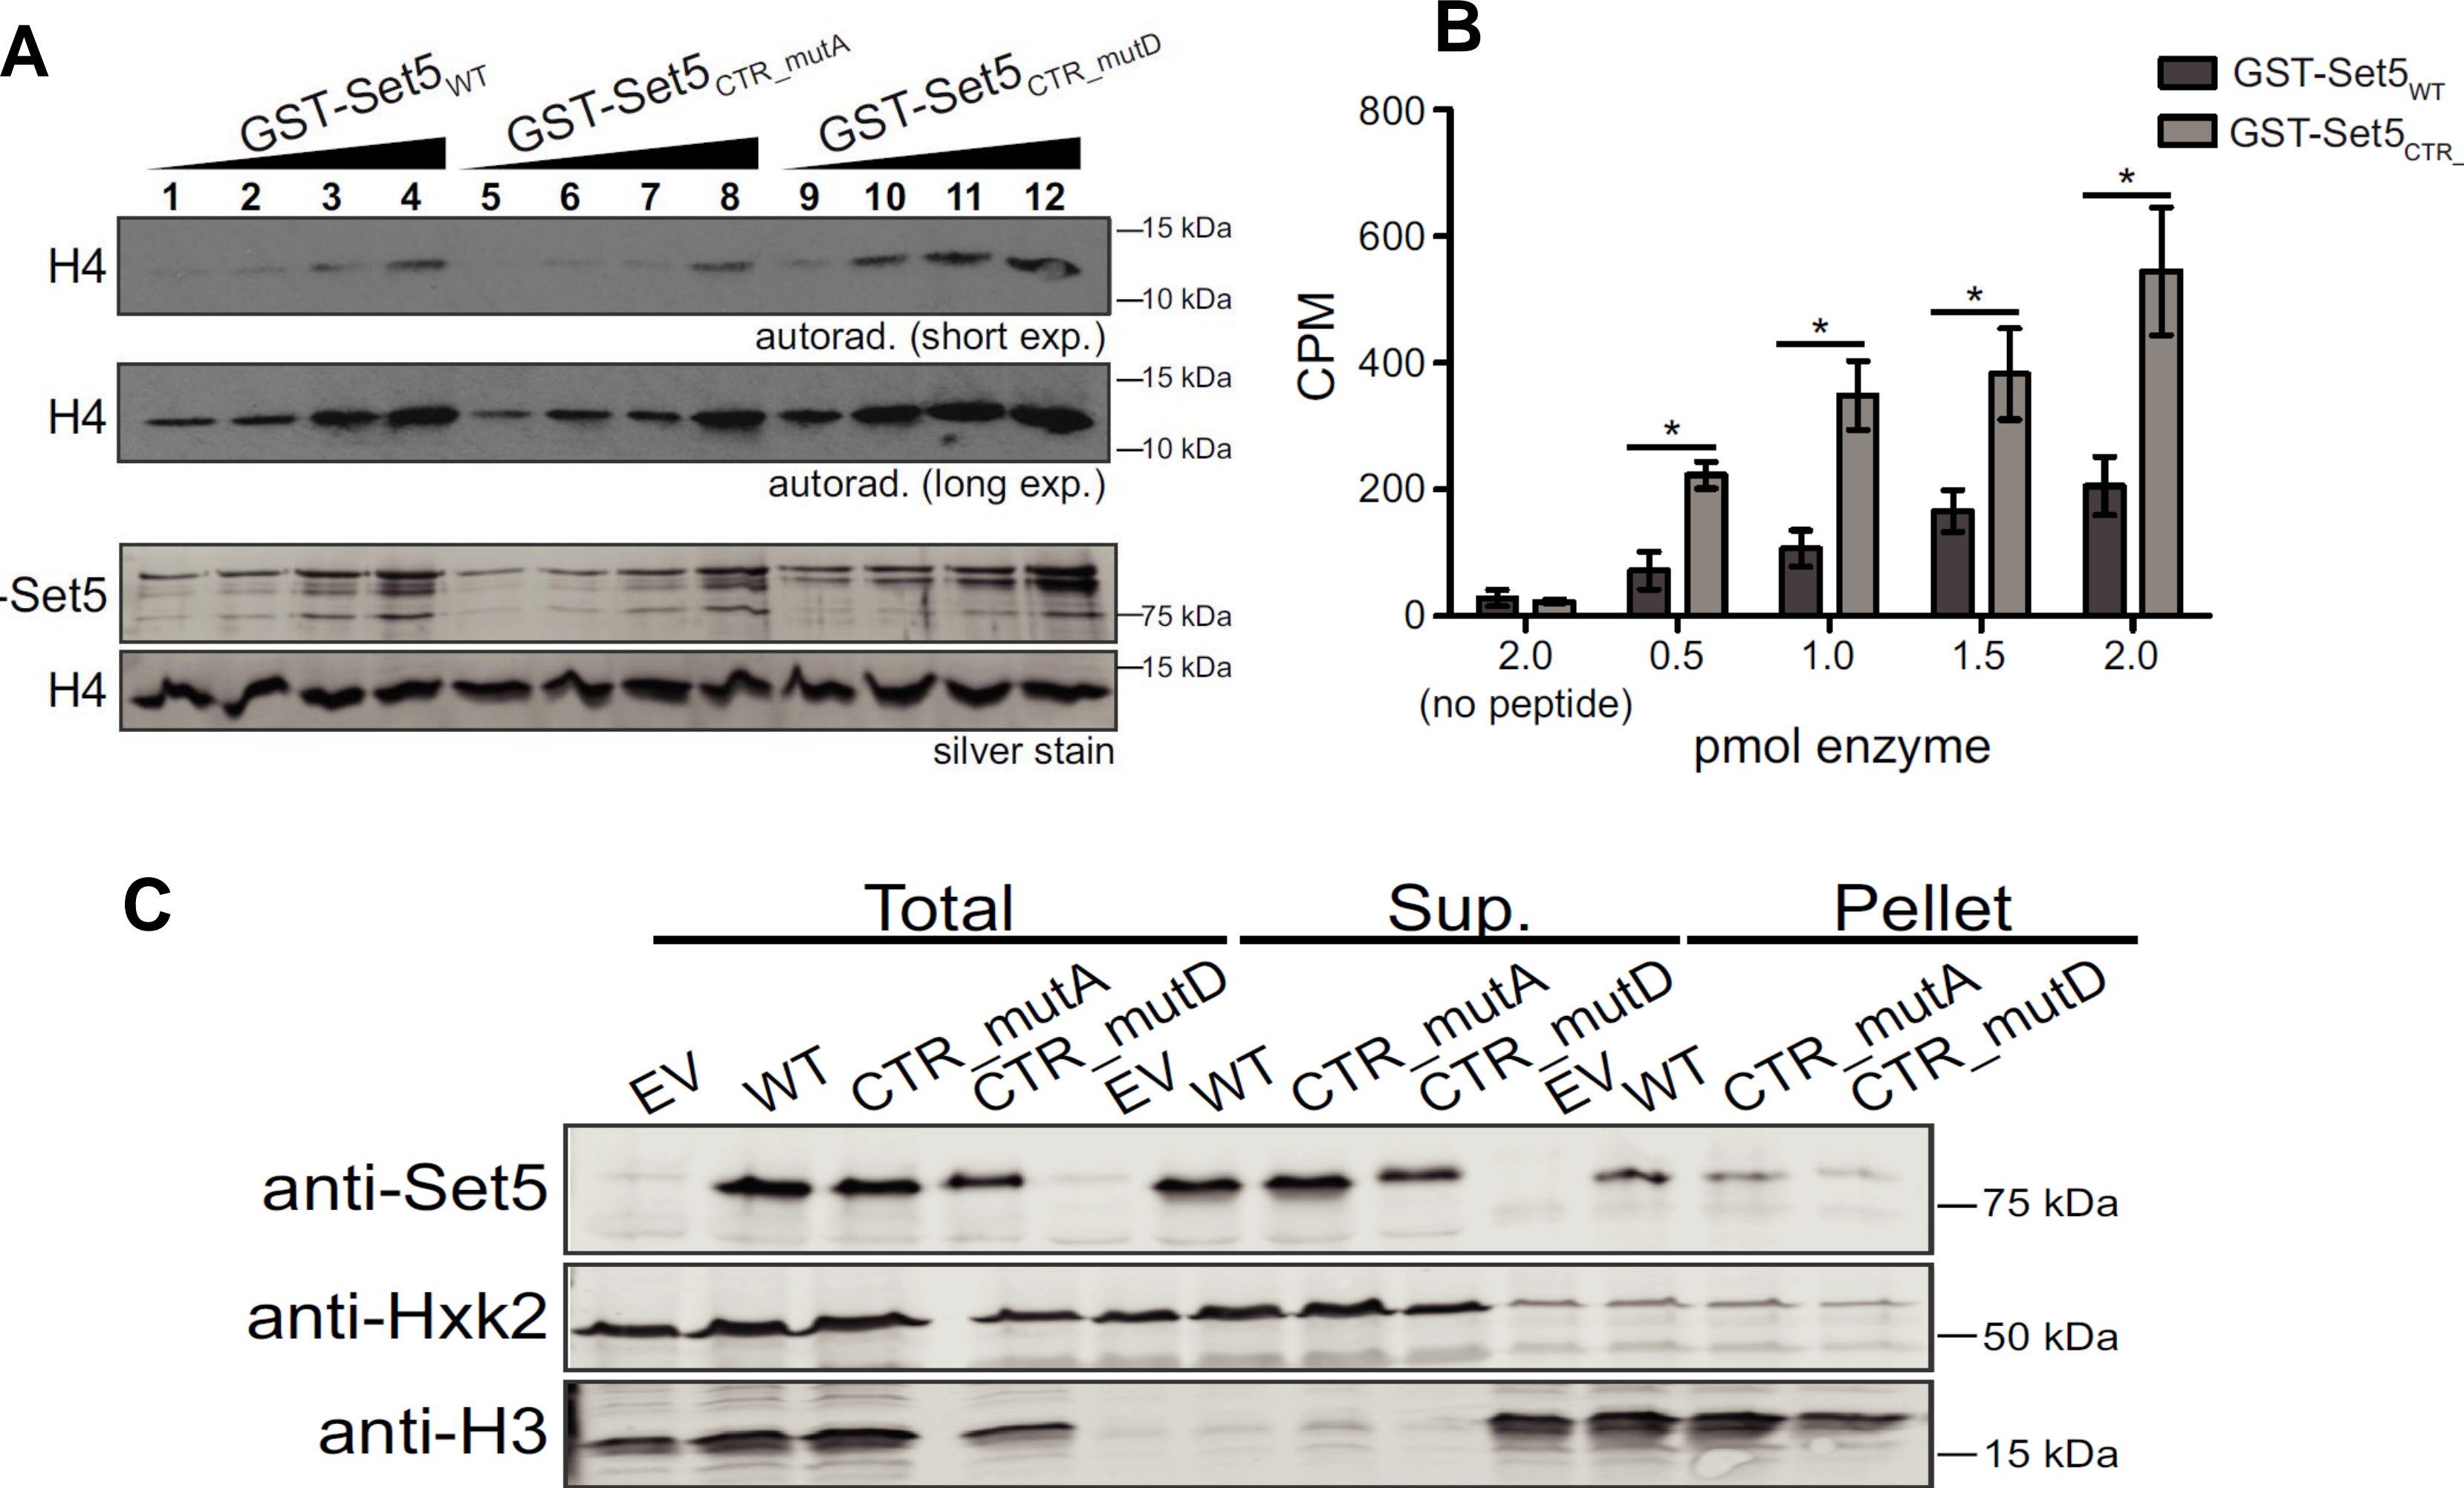 A
GST-Set5WT
GST-Set5CTR_mutA
GST-Set5CTR_mutD
1 2 3 4 5 6 7 8 9 10 11 12
H4
15 kDa
10 kDa
autorad. (short exp.)
H4
15 kDa
10 kDa
autorad. (long exp.)
-Set5
75 kDa
H4
15 kDa
silver stain
B
GST-Set5WT
GST-Set5CTR_
800
600
400
200
0
CPM
*
*
*
*
2.0 0.5 1.0 1.5 2.0
(no peptide)
pmol enzyme
C
Total Sup. Pellet
EV WT CTR_mutA CTR_mutD EV WT CTR_mutA CTR_mutD EV WT CTR_mutA CTR_mutD
anti-Set5
75 kDa
anti-Hxk2
50 kDa
anti-H3
15 kDa